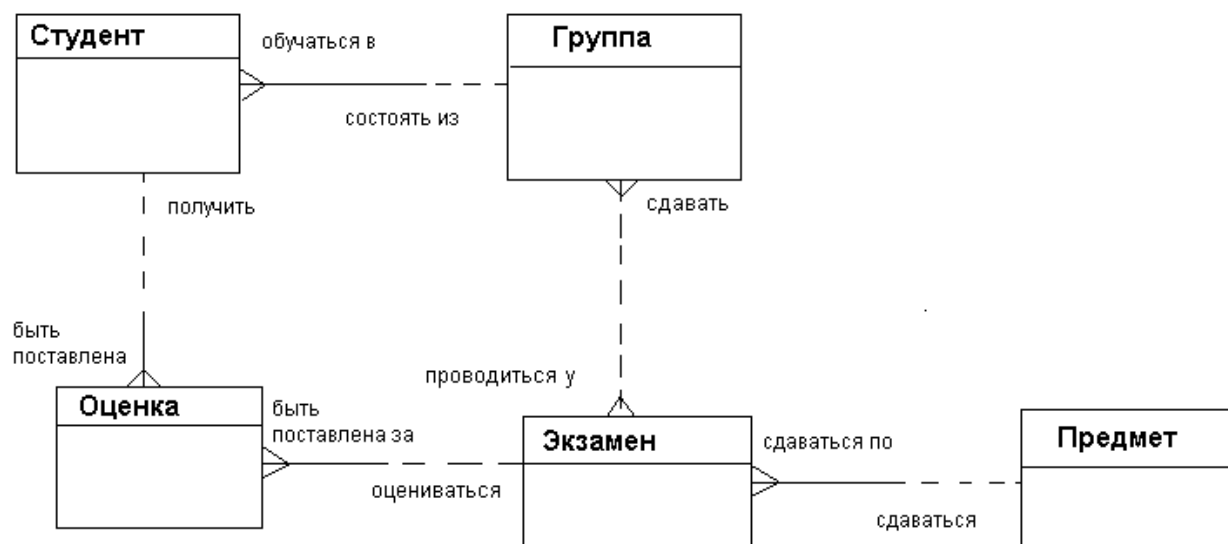 Студент
Группа
обучаться в
состоять из
получить
сдавать
быть
поставлена
проводиться у
Оценка
быть
поставлена за
оцениваться
Экзамен
сдаваться по
сдаваться
Предмет